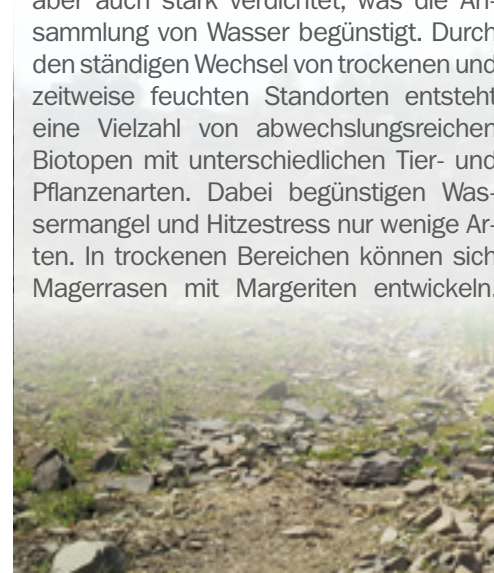 aber auch stark verdichtet, was die An-
sammlung von Wasser begünstigt. Durch
den ständigen Wechsel von trockenen und
zeitweise feuchten Standorten entsteht
eine Vielzahl von abwechslungsreichen
Biotopen mit unterschiedlichen Tier- und
Pflanzenarten. Dabei begünstigen Was-
sermangel und Hitzestress nur wenige Ar-
ten. In trockenen Bereichen können sich
Magerrasen mit Margeriten entwickeln.